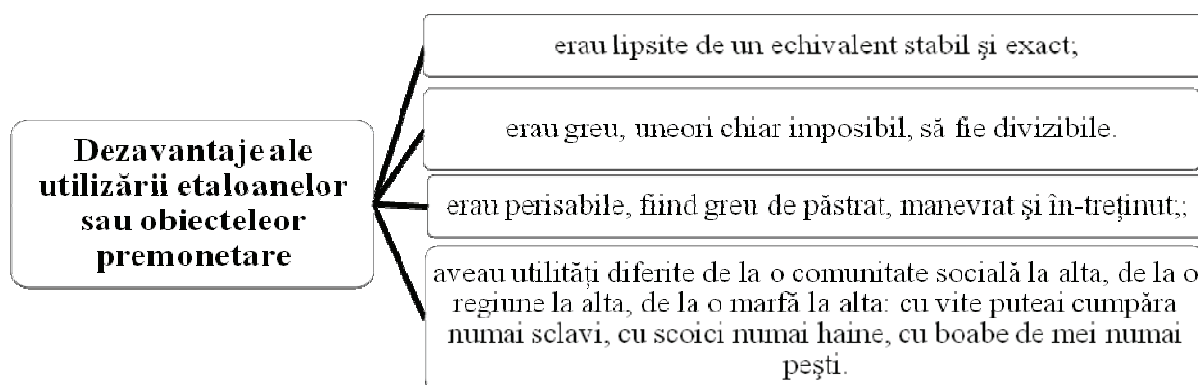 Dezavantaje ale
utilizării etaloanelor
sau obiecteleor
premonetare
erau lipsite de un echivalent stabil şi exact;
erau greu, uneori chiar imposibil, să fie divizibile.
erau perisabile, fiind greu de păstrat, manevrat şi în-treţinut;;
aveau utilităţi diferite de la o comunitate socială la alta, de la o
regiune la alta, de la o marfă la alta: cu vite puteai cumpăra
numai sclavi, cu scoici numai haine, cu boabe de mei numai
peşti.